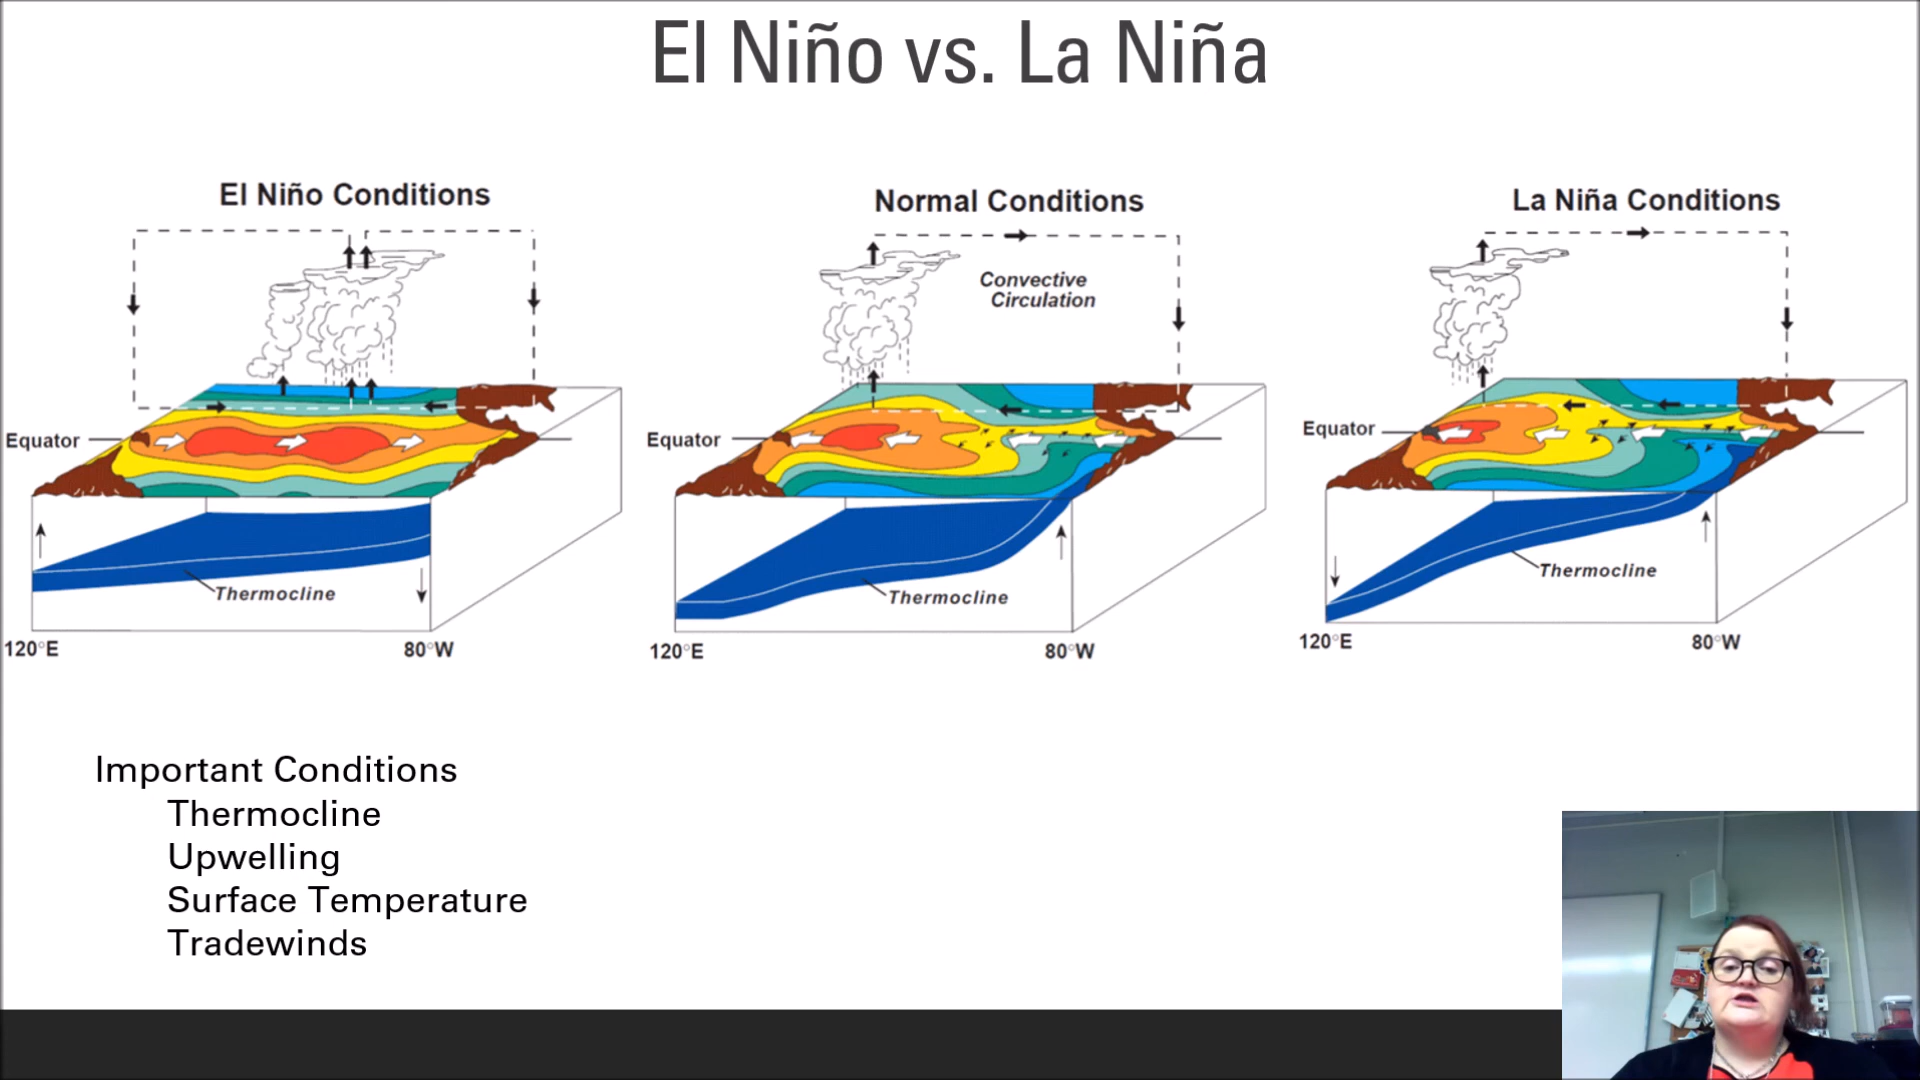 El Niño vs. La Niña
El Niño Conditions
Equator
Thermocline
120°E
80°W
Normal Conditions
Convective
Circulation
Equator
Thermocline
120°E
80°W
La Niña Conditions
Equator
Thermocline
120°E
80°W
Important Conditions
Thermocline
Upwelling
Surface Temperature
Tradewinds